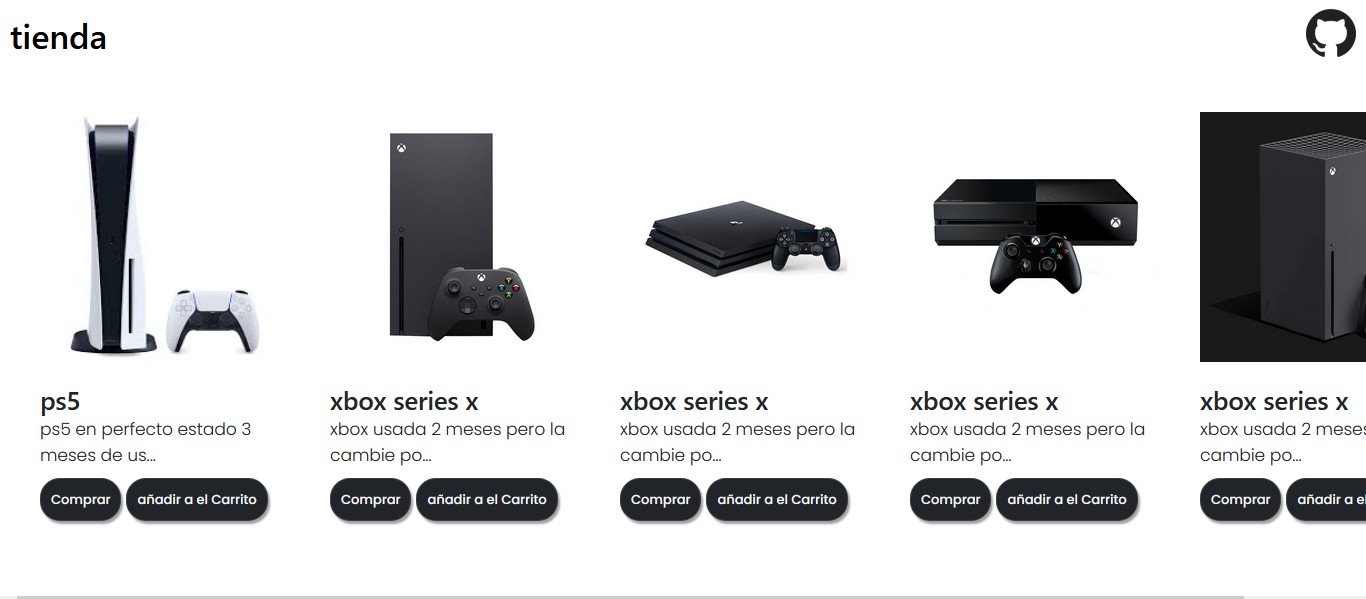 tienda
ps5
ps5 en perfecto estado 3
meses de us...
Comprar
añadir a el Carrito
xbox series x
xbox usada 2 meses pero la
cambie po...
Comprar
añadir a el Carrito
xbox series x
xbox usada 2 meses pero la
cambie po...
Comprar
añadir a el Carrito
xbox series x
xbox usada 2 meses pero la
cambie po...
Comprar
añadir a el Carrito
xbox series x
xbox usada 2 meses
cambie po...
Comprar
añadir a el